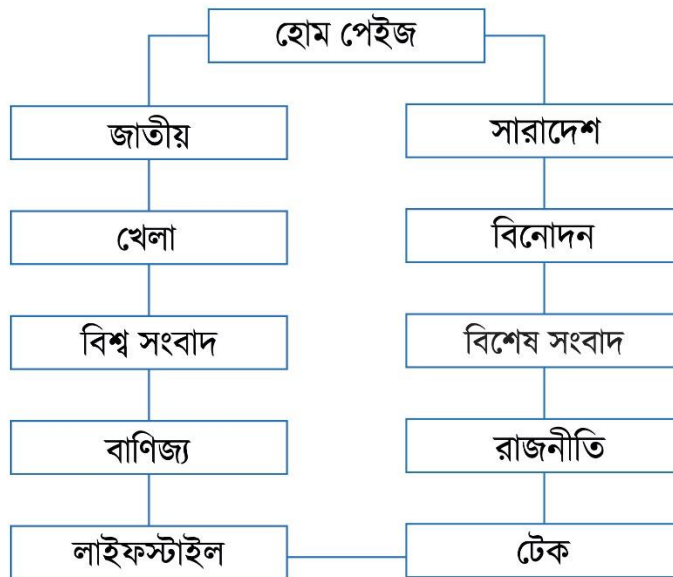 হোম পেইজ
জাতীয়
সারাদেশ
খেলা
বিনোদন
বিশ্ব সংবাদ
বিশেষ সংবাদ
বাণিজ্য
রাজনীতি
লাইফস্টাইল
টেক